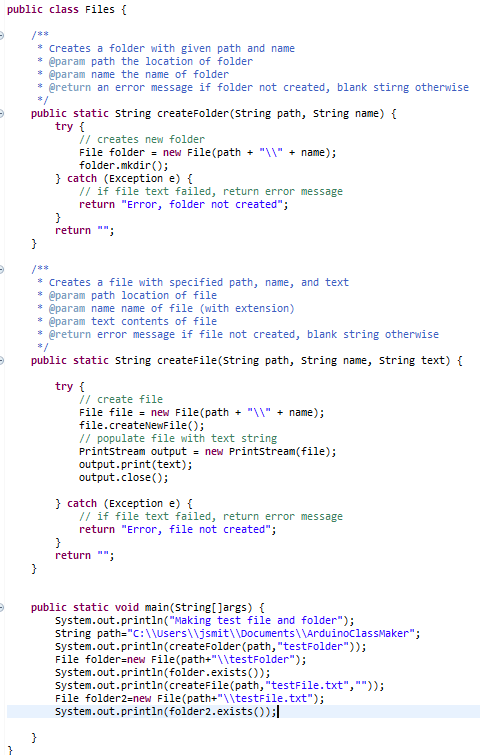 public class Files {
/**
* Creates a folder with given path and name
* @param path the location of folder
* @param name the name of folder
* @return an error message if folder not created, blank stirng otherwise
*/
public static String createFolder(String path, String name) {
try {
// creates new folder
File folder = new File(path + "\\" + name);
folder.mkdir();
} catch (Exception e) {
// if file text failed, return error message
return "Error, folder not created";
}
return "";
}
/**
* Creates a file with specified path, name, and text
* @param path location of file
* @param name name of file (with extension)
* @param text contents of file
* @return error message if file not created, blank string otherwise
*/
public static String createFile(String path, String name, String text) {
try {
// create file
File file = new File(path + "\\" + name);
file.createNewFile();
// populate file with text string
PrintStream output = new PrintStream(file);
output.print(text);
output.close();
} catch (Exception e) {
// if file text failed, return error message
return "Error, file not created";
}
return "";
}
public static void main(String[]args) {
System.out.println("Making test file and folder");
String path="C:\\Users\\jsmit\\Documents\\ArduinoClassMaker";
System.out.println(createFolder(path,"testFolder"));
File folder=new File(path+"\\testFolder");
System.out.println(folder.exists());
System.out.println(createFile(path,"testFile.txt",""));
File folder2=new File(path+"\\testFile.txt");
System.out.println(folder2.exists());
}
}